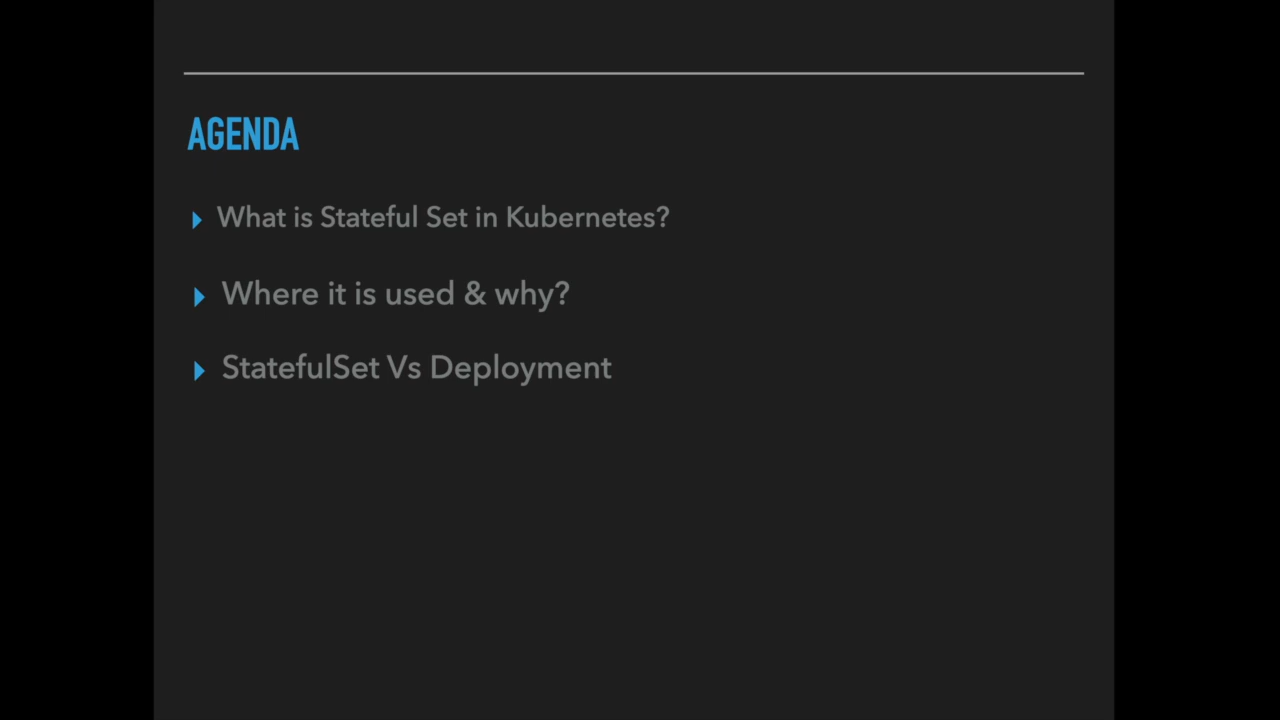 AGENDA
What is Stateful Set in Kubernetes?
Where it is used & why?
StatefulSet Vs Deployment